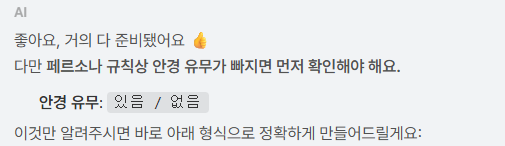 AI
좋아요, 거의 다 준비됐어요 👍
다만 페르소나 규칙상 안경 유무가 빠지면 먼저 확인해야 해요.
안경 유무: 있음 / 없음
이것만 알려주시면 바로 아래 형식으로 정확하게 만들어드릴게요: